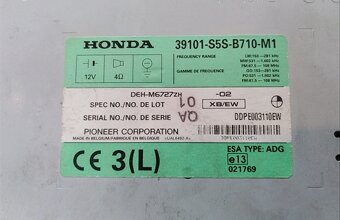 HONDA 39101-S5S-B710-M1
FREQUENCY RANGE
12V 4Ω
GAMME DE FREQUENCE
DEH-M6727ZH -02
SPEC NO./NO. DE LOT 01 XB/EW
SERIAL NO./NO. DE SERIE QA DDPE003110EW
PIONEER CORPORATION
MADE IN BELGIUM/FABRIQUE EN BELGIQUE
CE 3(L) ESA TYPE: ADG
e13
021769